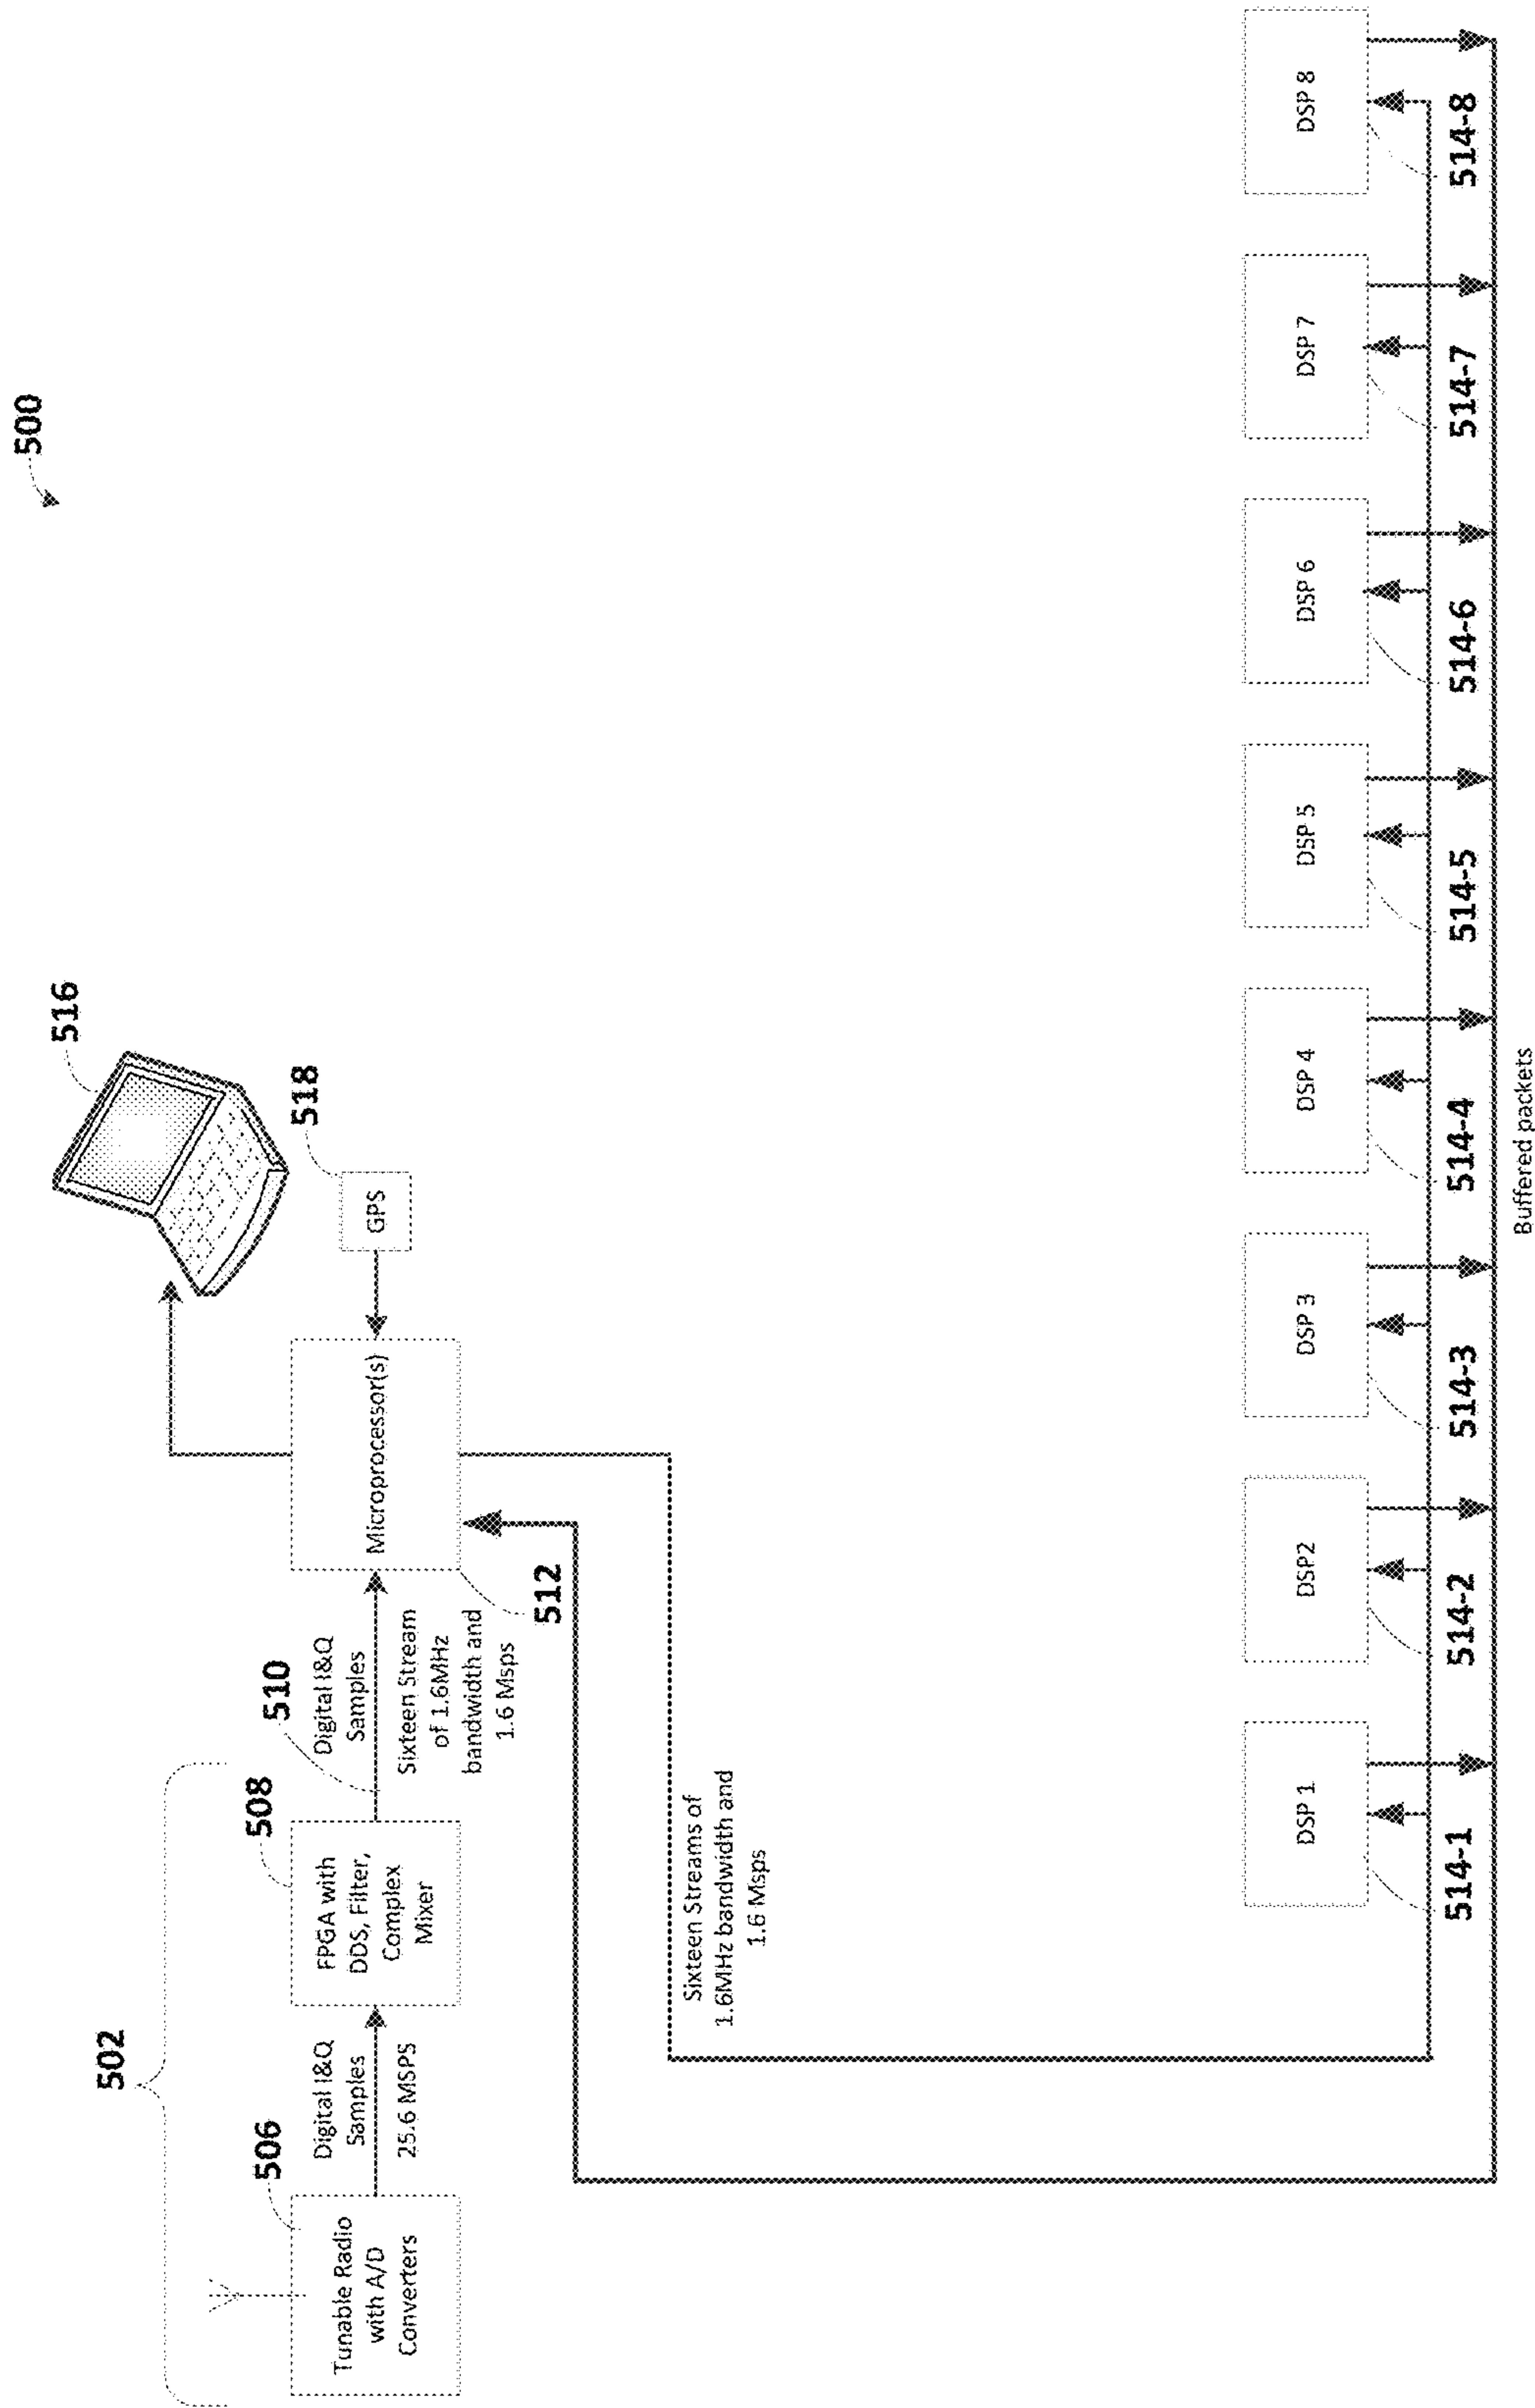 500
502
506
Tunable Radio
with A/D
Converters
Digital I&Q
Samples
25.6 MSPS
508
FPGA with
DDS, Filter,
Complex
Mixer
510
Digital I&Q
Samples
Sixteen Stream
of 1.6MHz
bandwidth and
1.6 Msps
512
Microprocessor(s)
516
518
GPS
Sixteen Streams of
1.6MHz bandwidth and
1.6 Msps
DSP 1
DSP2
DSP 3
DSP 4
DSP 5
DSP 6
DSP 7
DSP 8
514-1
514-2
514-3
514-4
514-5
514-6
514-7
514-8
Buffered packets